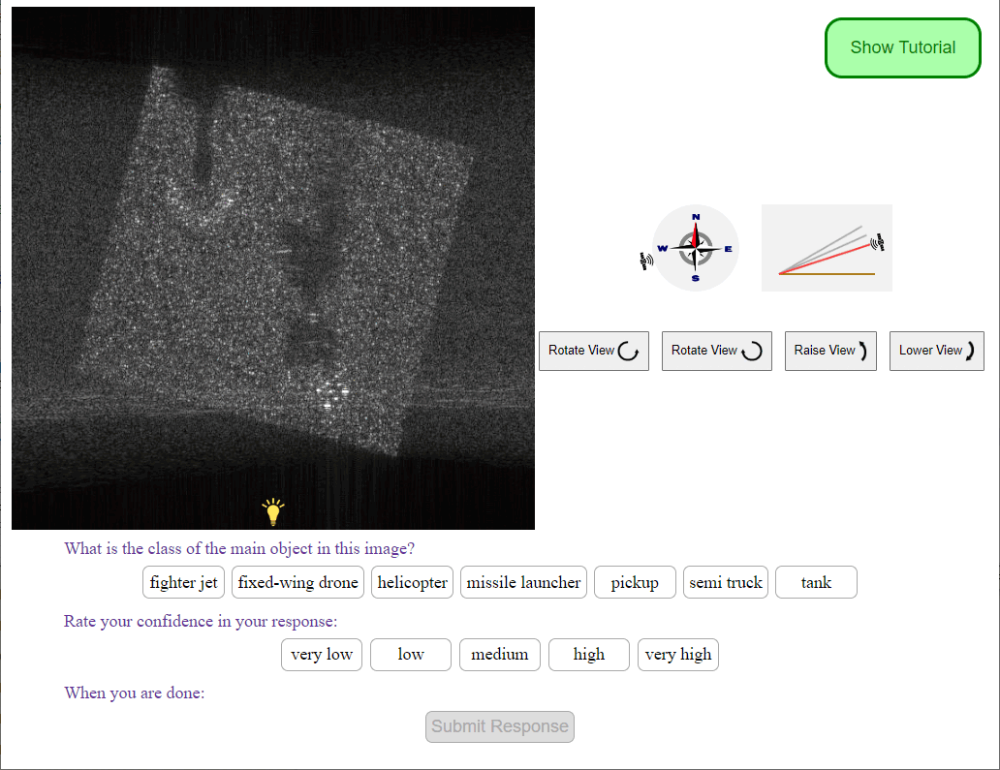 Show Tutorial
N
W E
S
Rotate View Rotate View Raise View Lower View
What is the class of the main object in this image?
fighter jet fixed-wing drone helicopter missile launcher pickup semi truck tank
Rate your confidence in your response:
very low low medium high very high
When you are done:
Submit Response